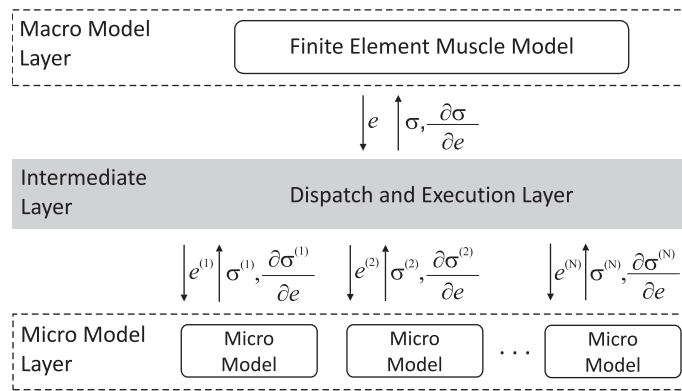 Macro Model
Layer
Finite Element Muscle Model
e σ, ∂σ
∂e
Intermediate
Layer
Dispatch and Execution Layer
e⁽¹⁾ σ⁽¹⁾, ∂σ⁽¹⁾
∂e
e⁽²⁾ σ⁽²⁾, ∂σ⁽²⁾
∂e
e⁽ᴺ⁾ σ⁽ᴺ⁾, ∂σ⁽ᴺ⁾
∂e
Micro Model
Layer
Micro
Model
Micro
Model
. . .
Micro
Model